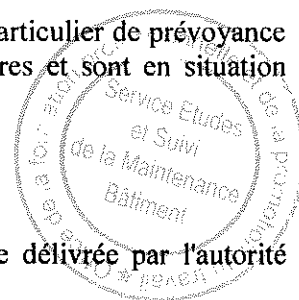 articulier de prévoyance
res et sont en situation
Service Etudes
et Suivi
de la Maintenance
Bâtiment
e délivrée par l'autorité